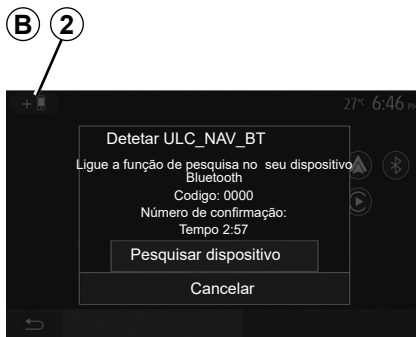 B 2
27°C 6:46 PM
Detetar ULC_NAV_BT
Ligue a função de pesquisa no seu dispositivo
Bluetooth
Codigo: 0000
Número de confirmação:
Tempo 2:57
Pesquisar dispositivo
Cancelar